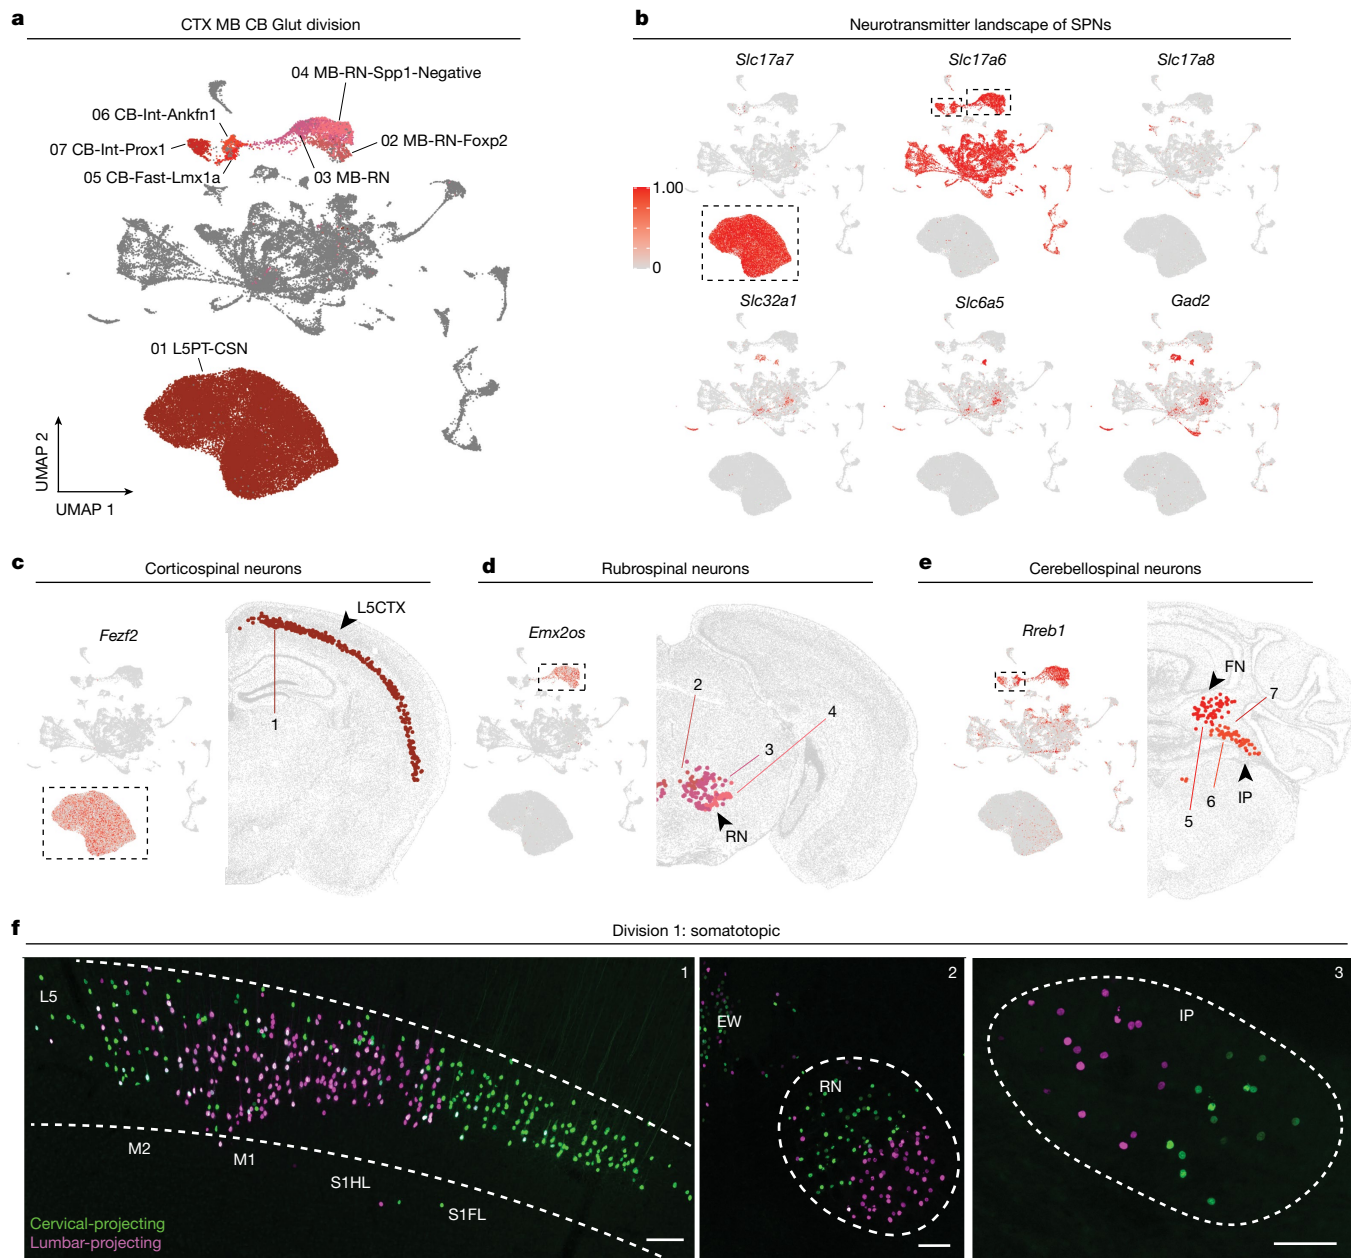 a
CTX MB CB Glut division
04 MB-RN-Spp1-Negative
06 CB-Int-Ankfn1
07 CB-Int-Prox1
02 MB-RN-Foxp2
05 CB-Fast-Lmx1a
03 MB-RN
01 L5PT-CSN
UMAP 2
UMAP 1
b
Neurotransmitter landscape of SPNs
Slc17a7
Slc17a6
Slc17a8
1.00
0
Slc32a1
Slc6a5
Gad2
c
Corticospinal neurons
Fezf2
L5CTX
1
d
Rubrospinal neurons
Emx2os
2
4
3
RN
e
Cerebellospinal neurons
Rreb1
FN
7
6
IP
5
f
Division 1: somatotopic
1
L5
M2
M1
S1HL
S1FL
Cervical-projecting
Lumbar-projecting
2
EW
RN
3
IP